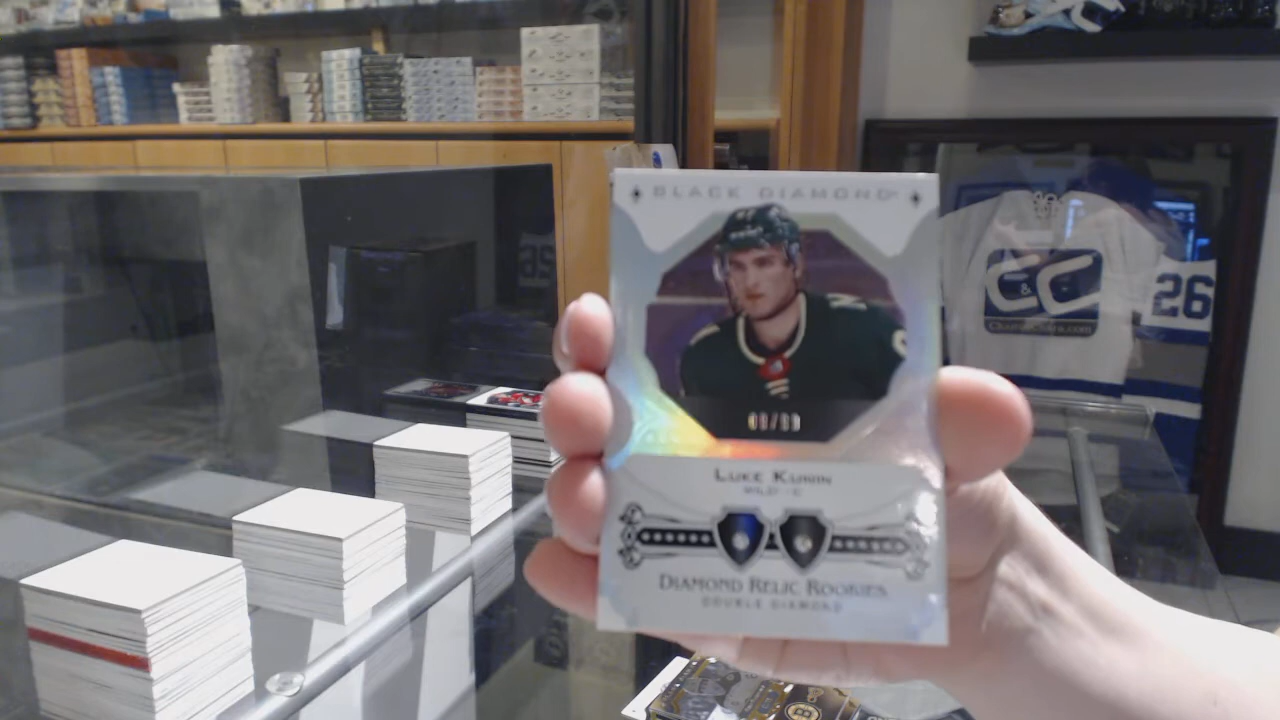 BLACK DIAMOND
LUKE KUNIN
WILD - C
DIAMOND RELIC ROOKIES
DOUBLE DIAMOND
C&C
26